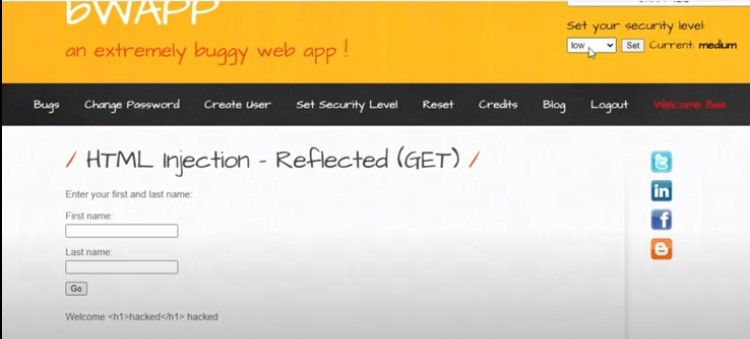 bWAPP
an extremely buggy web app !
Set your security level:
low Set Current: medium
Bugs Change Password Create User Set Security Level Reset Credits Blog Logout Welcome Bee
/ HTML Injection - Reflected (GET) /
Enter your first and last name:
First name:
Last name:
Go
Welcome <h1>hacked</h1> hacked